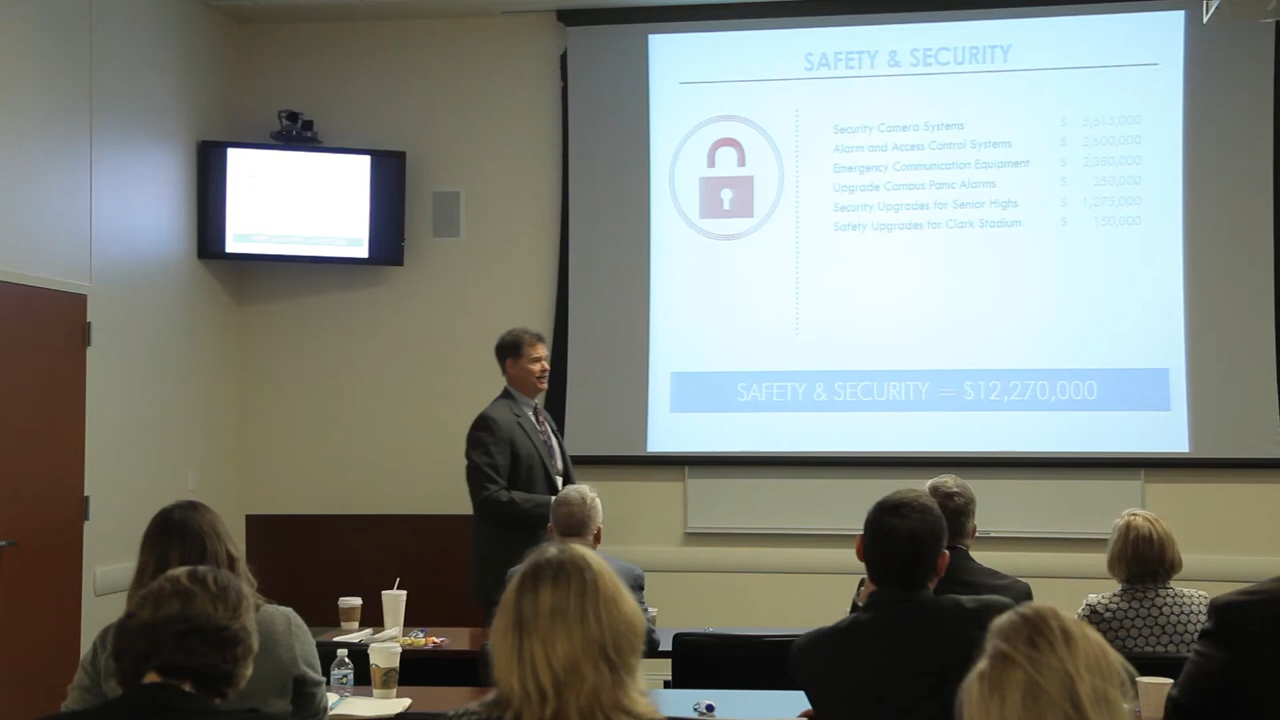 SAFETY & SECURITY
Security Camera Systems $ 5,615,000
Alarm and Access Control Systems $ 2,600,000
Emergency Communication Equipment $ 2,380,000
Upgrade Campus Panic Alarms $ 250,000
Security Upgrades for Senior Highs $ 1,275,000
Safety Upgrades for Clark Stadium $ 150,000
SAFETY & SECURITY = $12,270,000